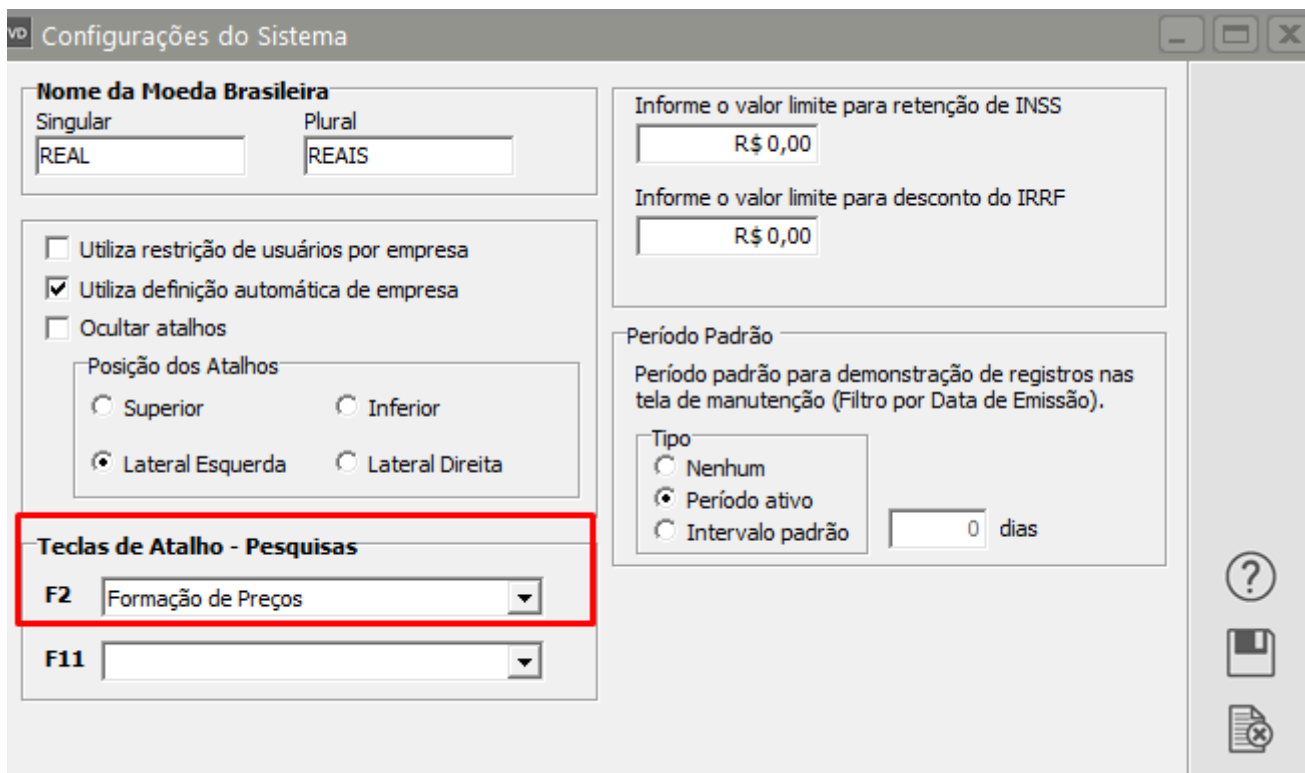 VD Configurações do Sistema
Nome da Moeda Brasileira
Singular Plural
REAL REAIS
Utiliza restrição de usuários por empresa
Utiliza definição automática de empresa
Ocultar atalhos
Posição dos Atalhos
Superior Inferior
Lateral Esquerda Lateral Direita
Teclas de Atalho - Pesquisas
F2 Formação de Preços
F11
Informe o valor limite para retenção de INSS
R$ 0,00
Informe o valor limite para desconto do IRRF
R$ 0,00
Período Padrão
Período padrão para demonstração de registros nas
tela de manutenção (Filtro por Data de Emissão).
Tipo
Nenhum
Período ativo
Intervalo padrão 0 dias